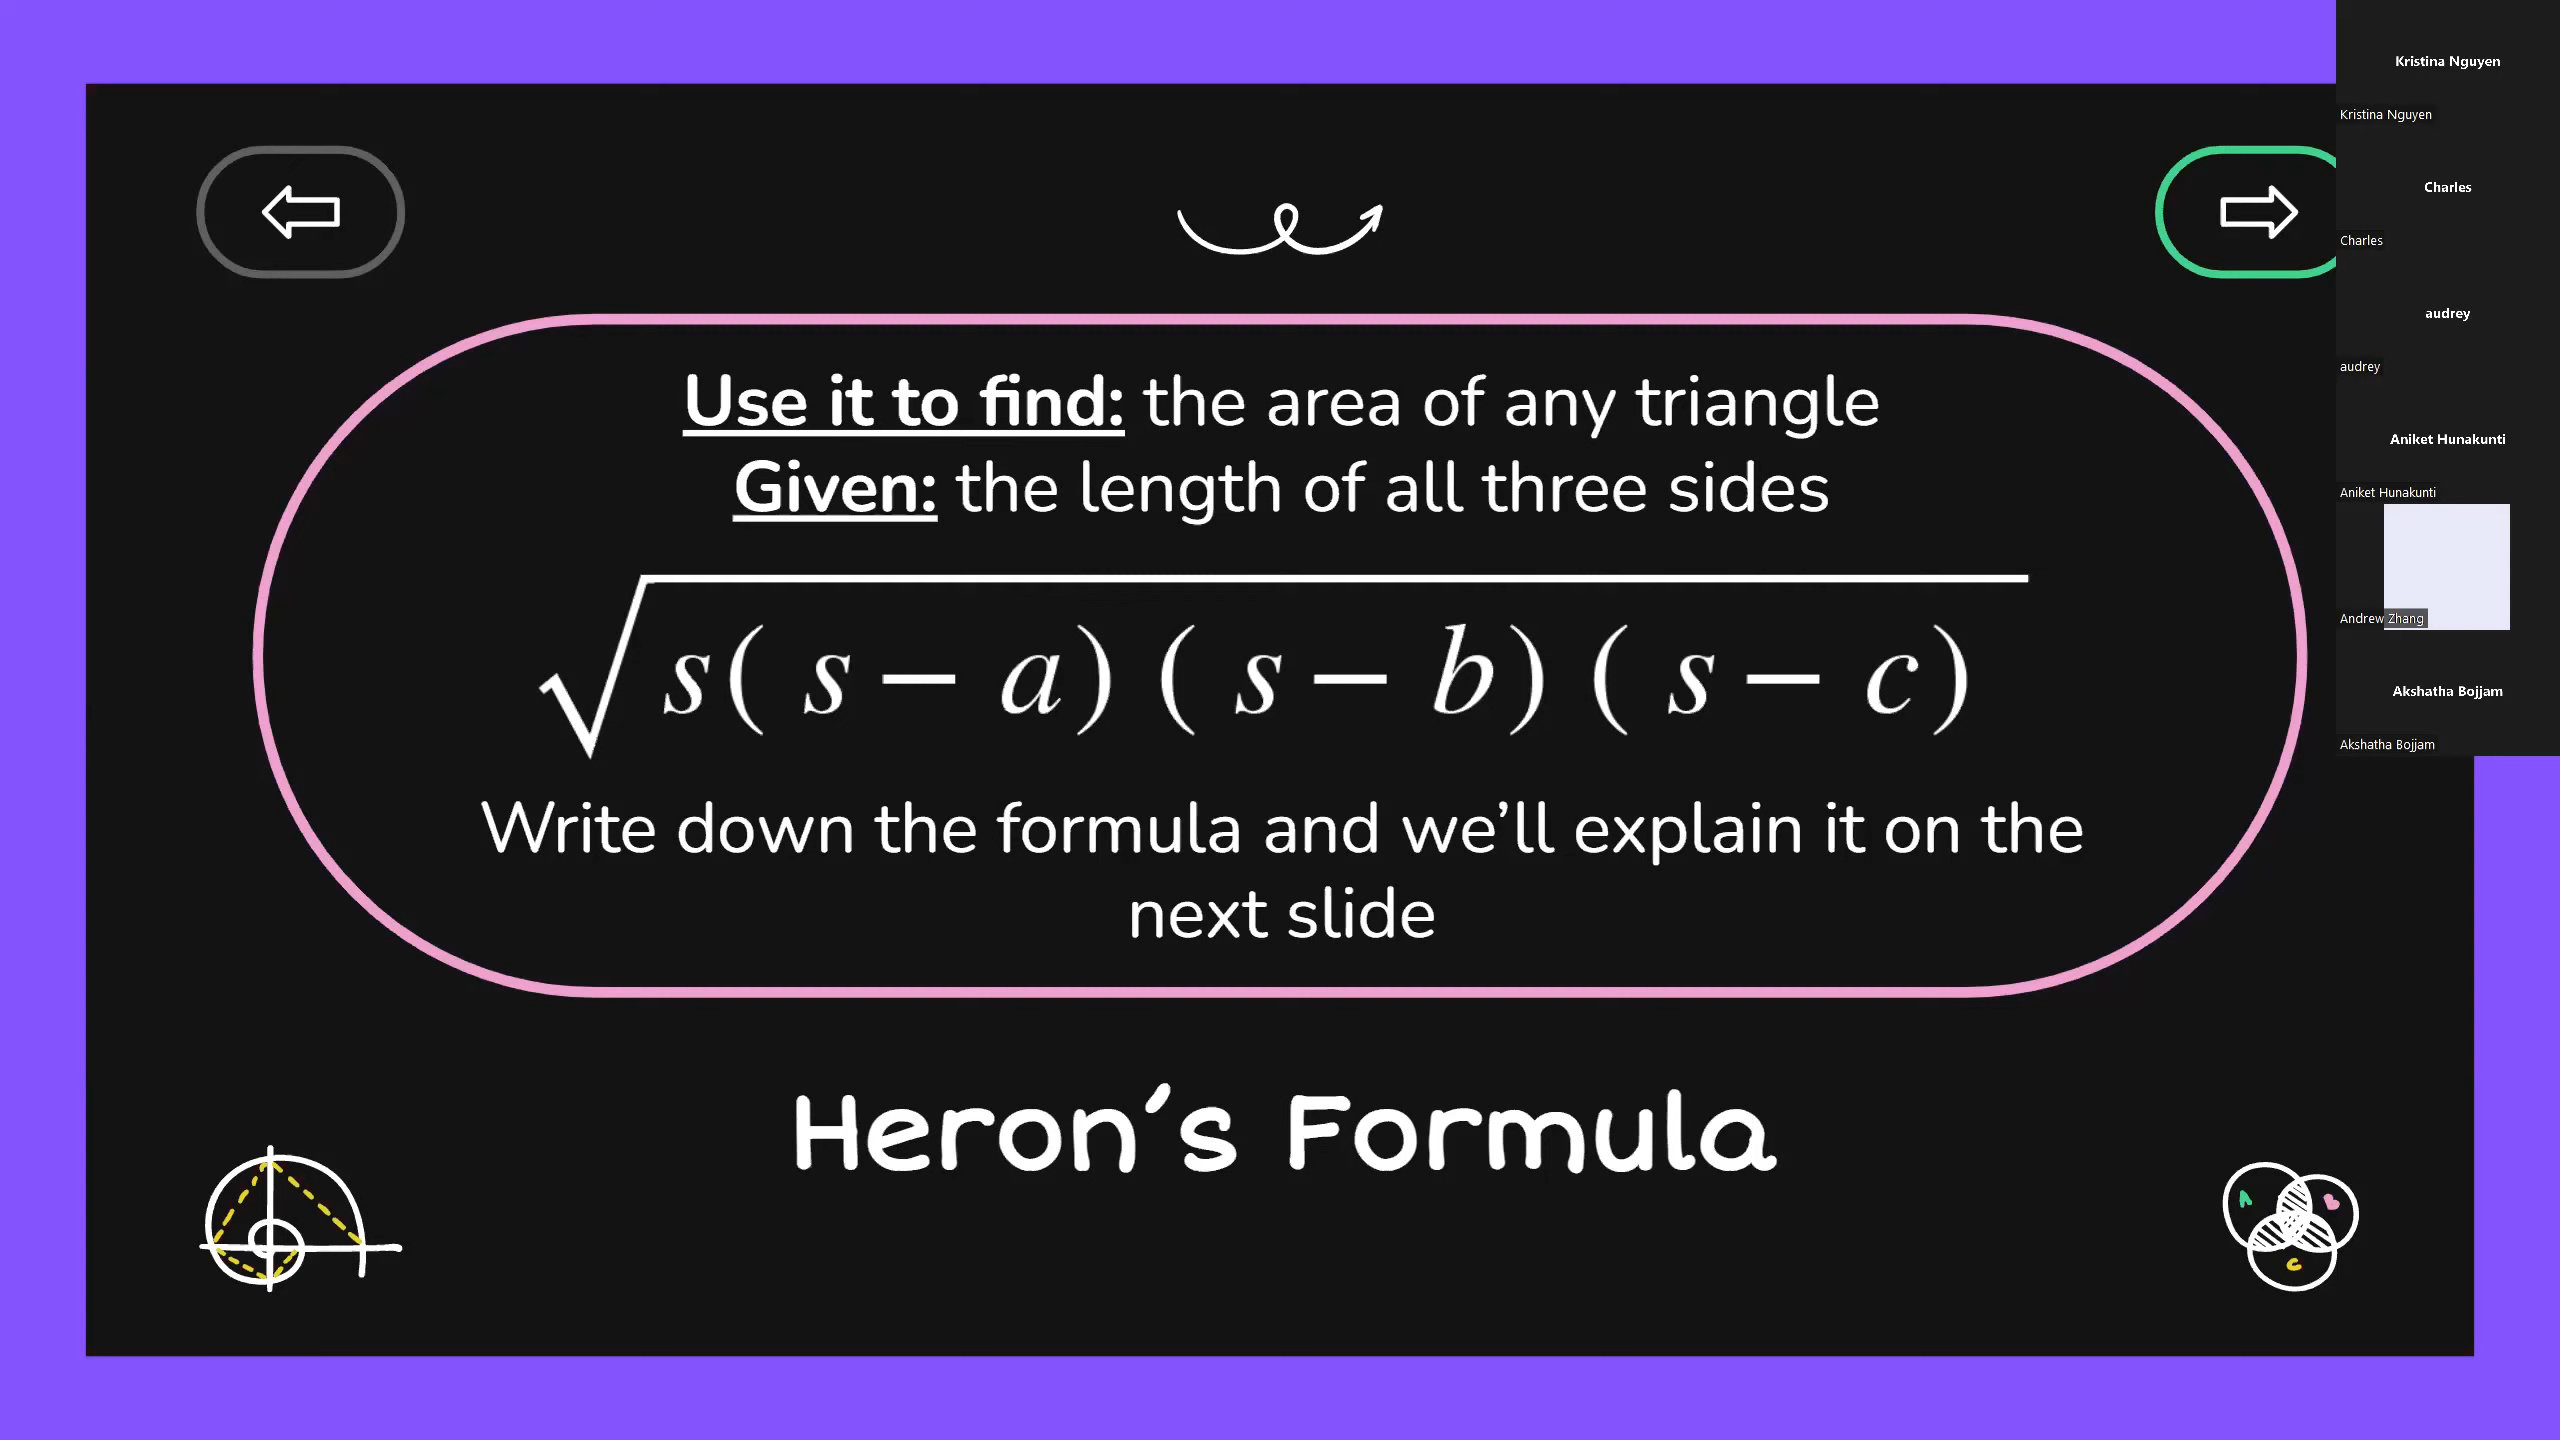 Use it to find: the area of any triangle
Given: the length of all three sides
√s( s − a) ( s − b) ( s − c)
Write down the formula and we’ll explain it on the
next slide
Heron's Formula
A
B
C
Kristina Nguyen
Kristina Nguyen
Charles
Charles
audrey
audrey
Aniket Hunakunti
Aniket Hunakunti
Andrew Zhang
Akshatha Bojjam
Akshatha Bojjam